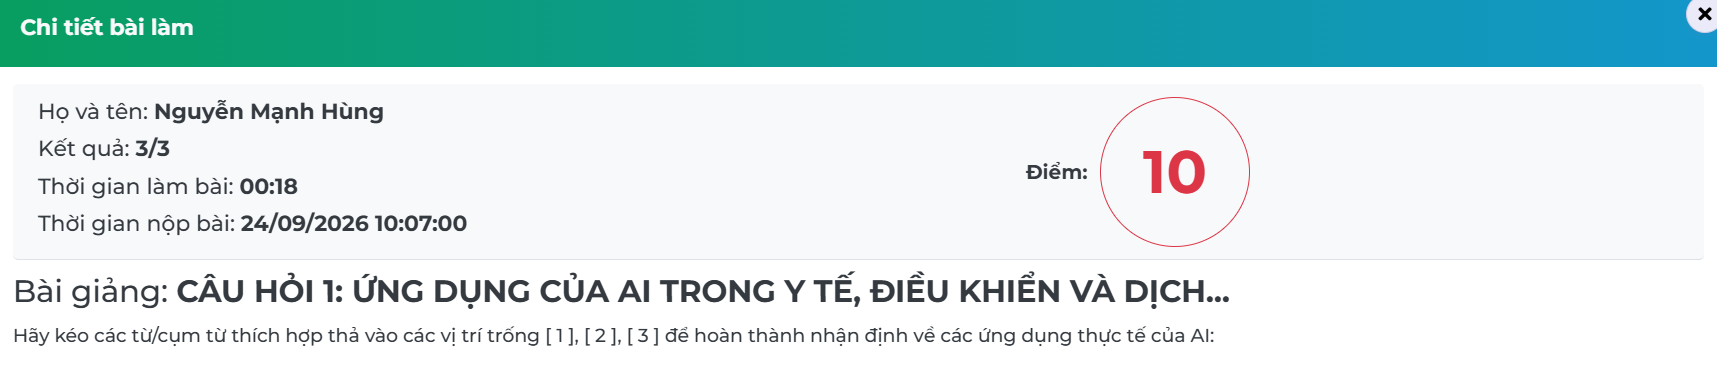 Chi tiết bài làm
Họ và tên: Nguyễn Mạnh Hùng
Kết quả: 3/3
Thời gian làm bài: 00:18
Thời gian nộp bài: 24/09/2026 10:07:00
Điểm:
10
Bài giảng: CÂU HỎI 1: ỨNG DỤNG CỦA AI TRONG Y TẾ, ĐIỀU KHIỂN VÀ DỊCH...
Hãy kéo các từ/cụm từ thích hợp thả vào các vị trí trống [ 1 ], [ 2 ], [ 3 ] để hoàn thành nhận định về các ứng dụng thực tế của AI: